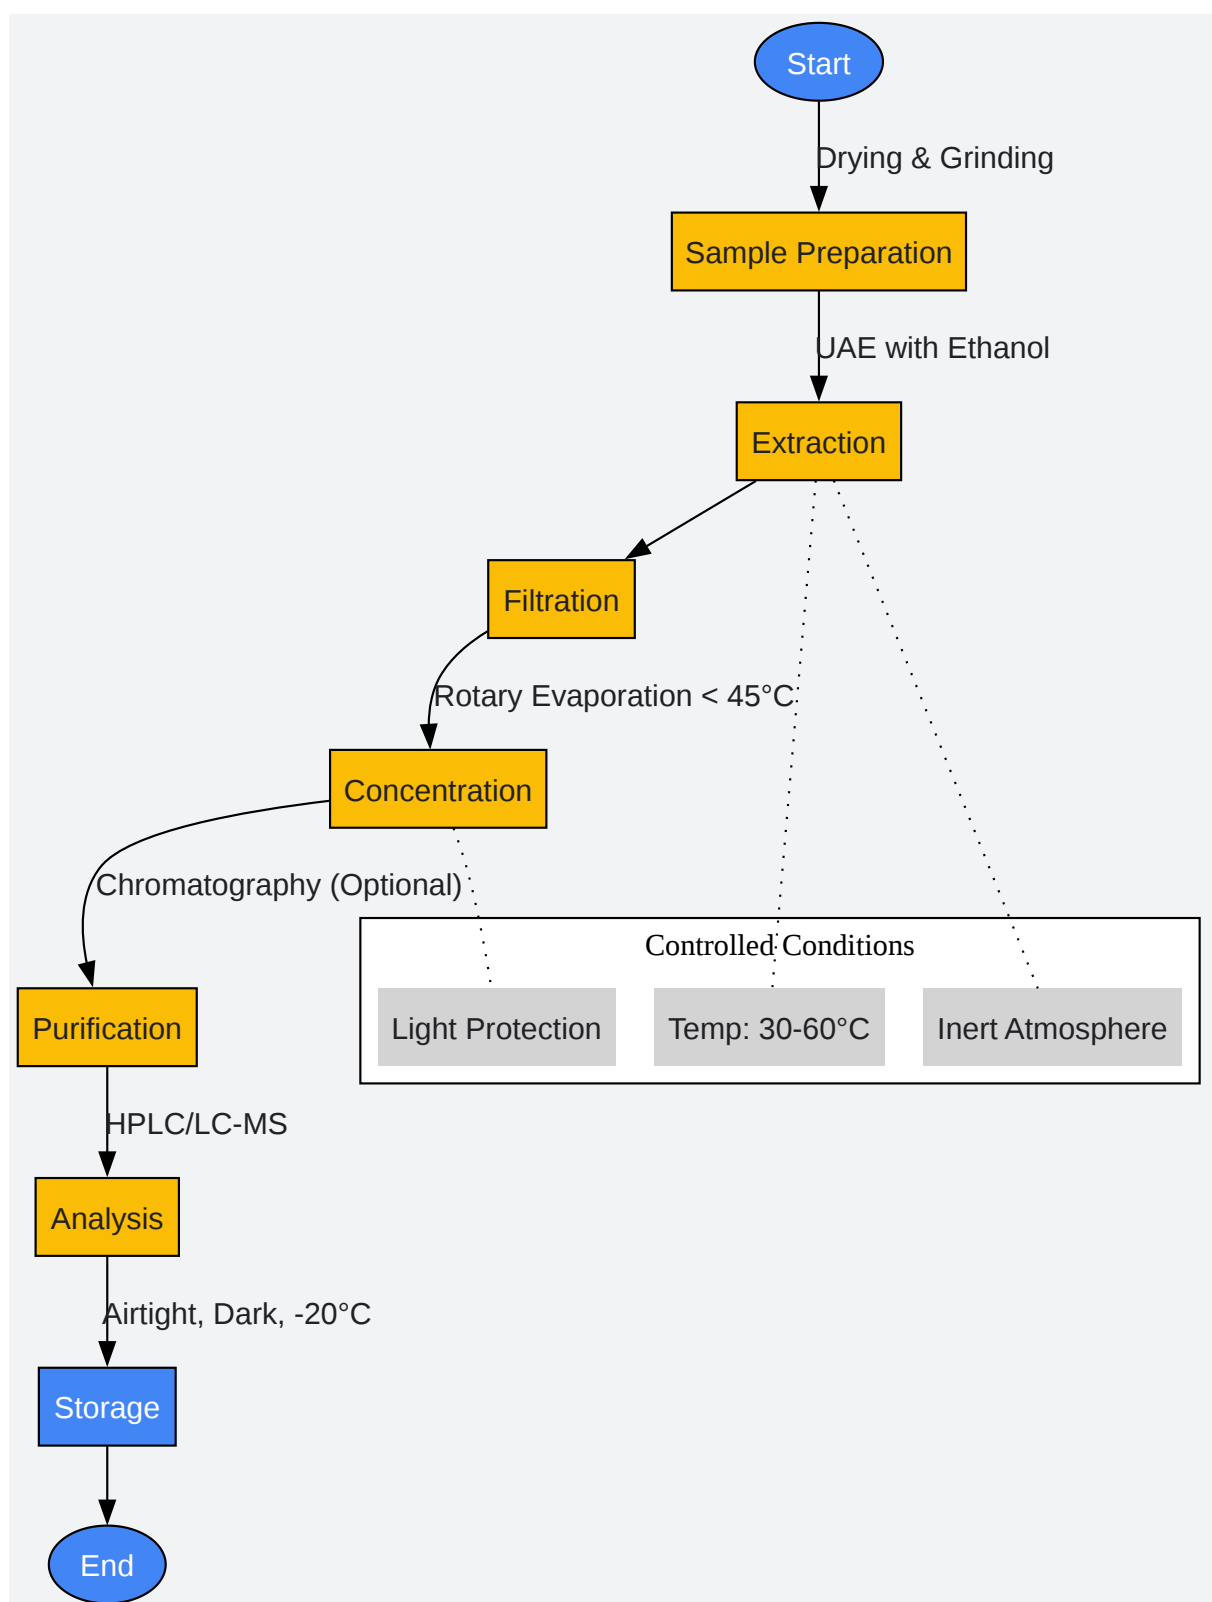 Start
Drying & Grinding
Sample Preparation
UAE with Ethanol
Extraction
Filtration
Rotary Evaporation < 45°C
Concentration
Chromatography (Optional)
Controlled Conditions
Purification
Light Protection
Temp: 30-60°C
Inert Atmosphere
HPLC/LC-MS
Analysis
Airtight, Dark, -20°C
Storage
End